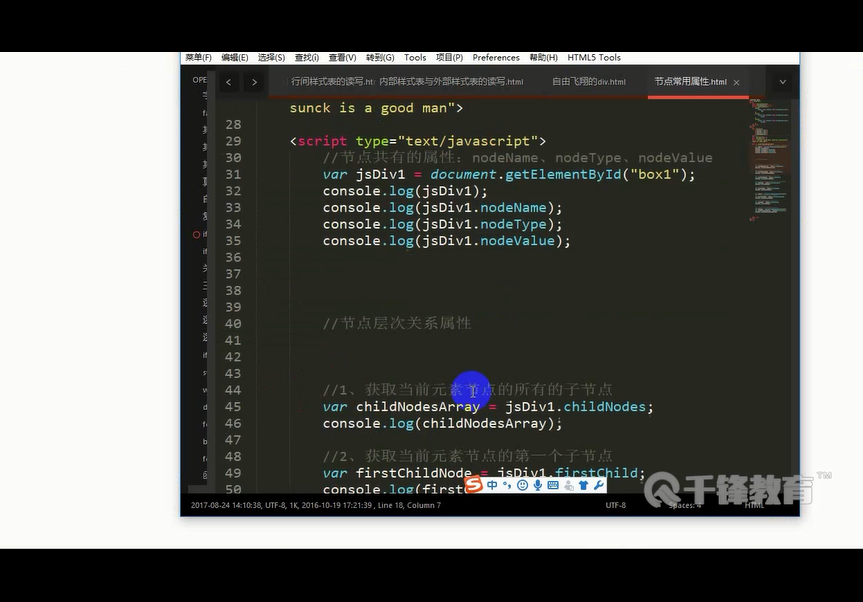 菜单(F) 编辑(E) 选择(S) 查找(i) 查看(V) 转到(G) Tools 项目(P) Preferences 帮助(H) HTML5 Tools
OPE
行间样式表的读写.ht 内部样式表与外部样式表的读写.html 自由飞翔的div.html 节点常用属性.html ×
sunck is a good man">
28
29 <script type="text/javascript">
30 //节点共有的属性：nodeName、nodeType、nodeValue
31 var jsDiv1 = document.getElementById("box1");
32 console.log(jsDiv1);
33 console.log(jsDiv1.nodeName);
34 console.log(jsDiv1.nodeType);
35 console.log(jsDiv1.nodeValue);
36
37
38
39
40 //节点层次关系属性
41
42
43
44 //1、获取当前元素节点的所有的子节点
45 var childNodesArray = jsDiv1.childNodes;
46 console.log(childNodesArray);
47
48 //2、获取当前元素节点的第一个子节点
49 var firstChildNode = jsDiv1.firstChild;
50 console.log(first
中
千锋教育™
2017-08-24 14:10:38, UTF-8, 1K, 2016-10-19 17:21:39 , Line 18, Column 7 UTF-8 Spaces: 4 HTML